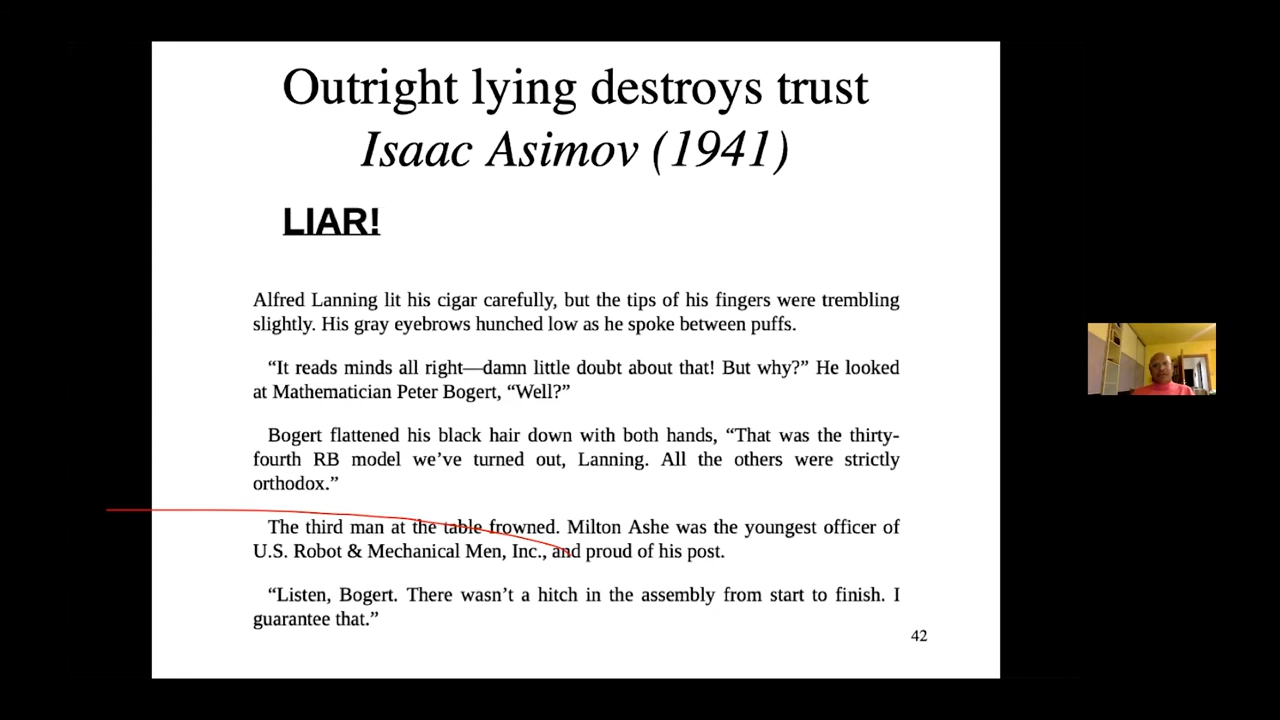 Outright lying destroys trust
Isaac Asimov (1941)
LIAR!
Alfred Lanning lit his cigar carefully, but the tips of his fingers were trembling
slightly. His gray eyebrows hunched low as he spoke between puffs.
“It reads minds all right—damn little doubt about that! But why?” He looked
at Mathematician Peter Bogert, “Well?”
Bogert flattened his black hair down with both hands, “That was the thirty-
fourth RB model we’ve turned out, Lanning. All the others were strictly
orthodox.”
The third man at the table frowned. Milton Ashe was the youngest officer of
U.S. Robot & Mechanical Men, Inc., and proud of his post.
“Listen, Bogert. There wasn’t a hitch in the assembly from start to finish. I
guarantee that.”
42